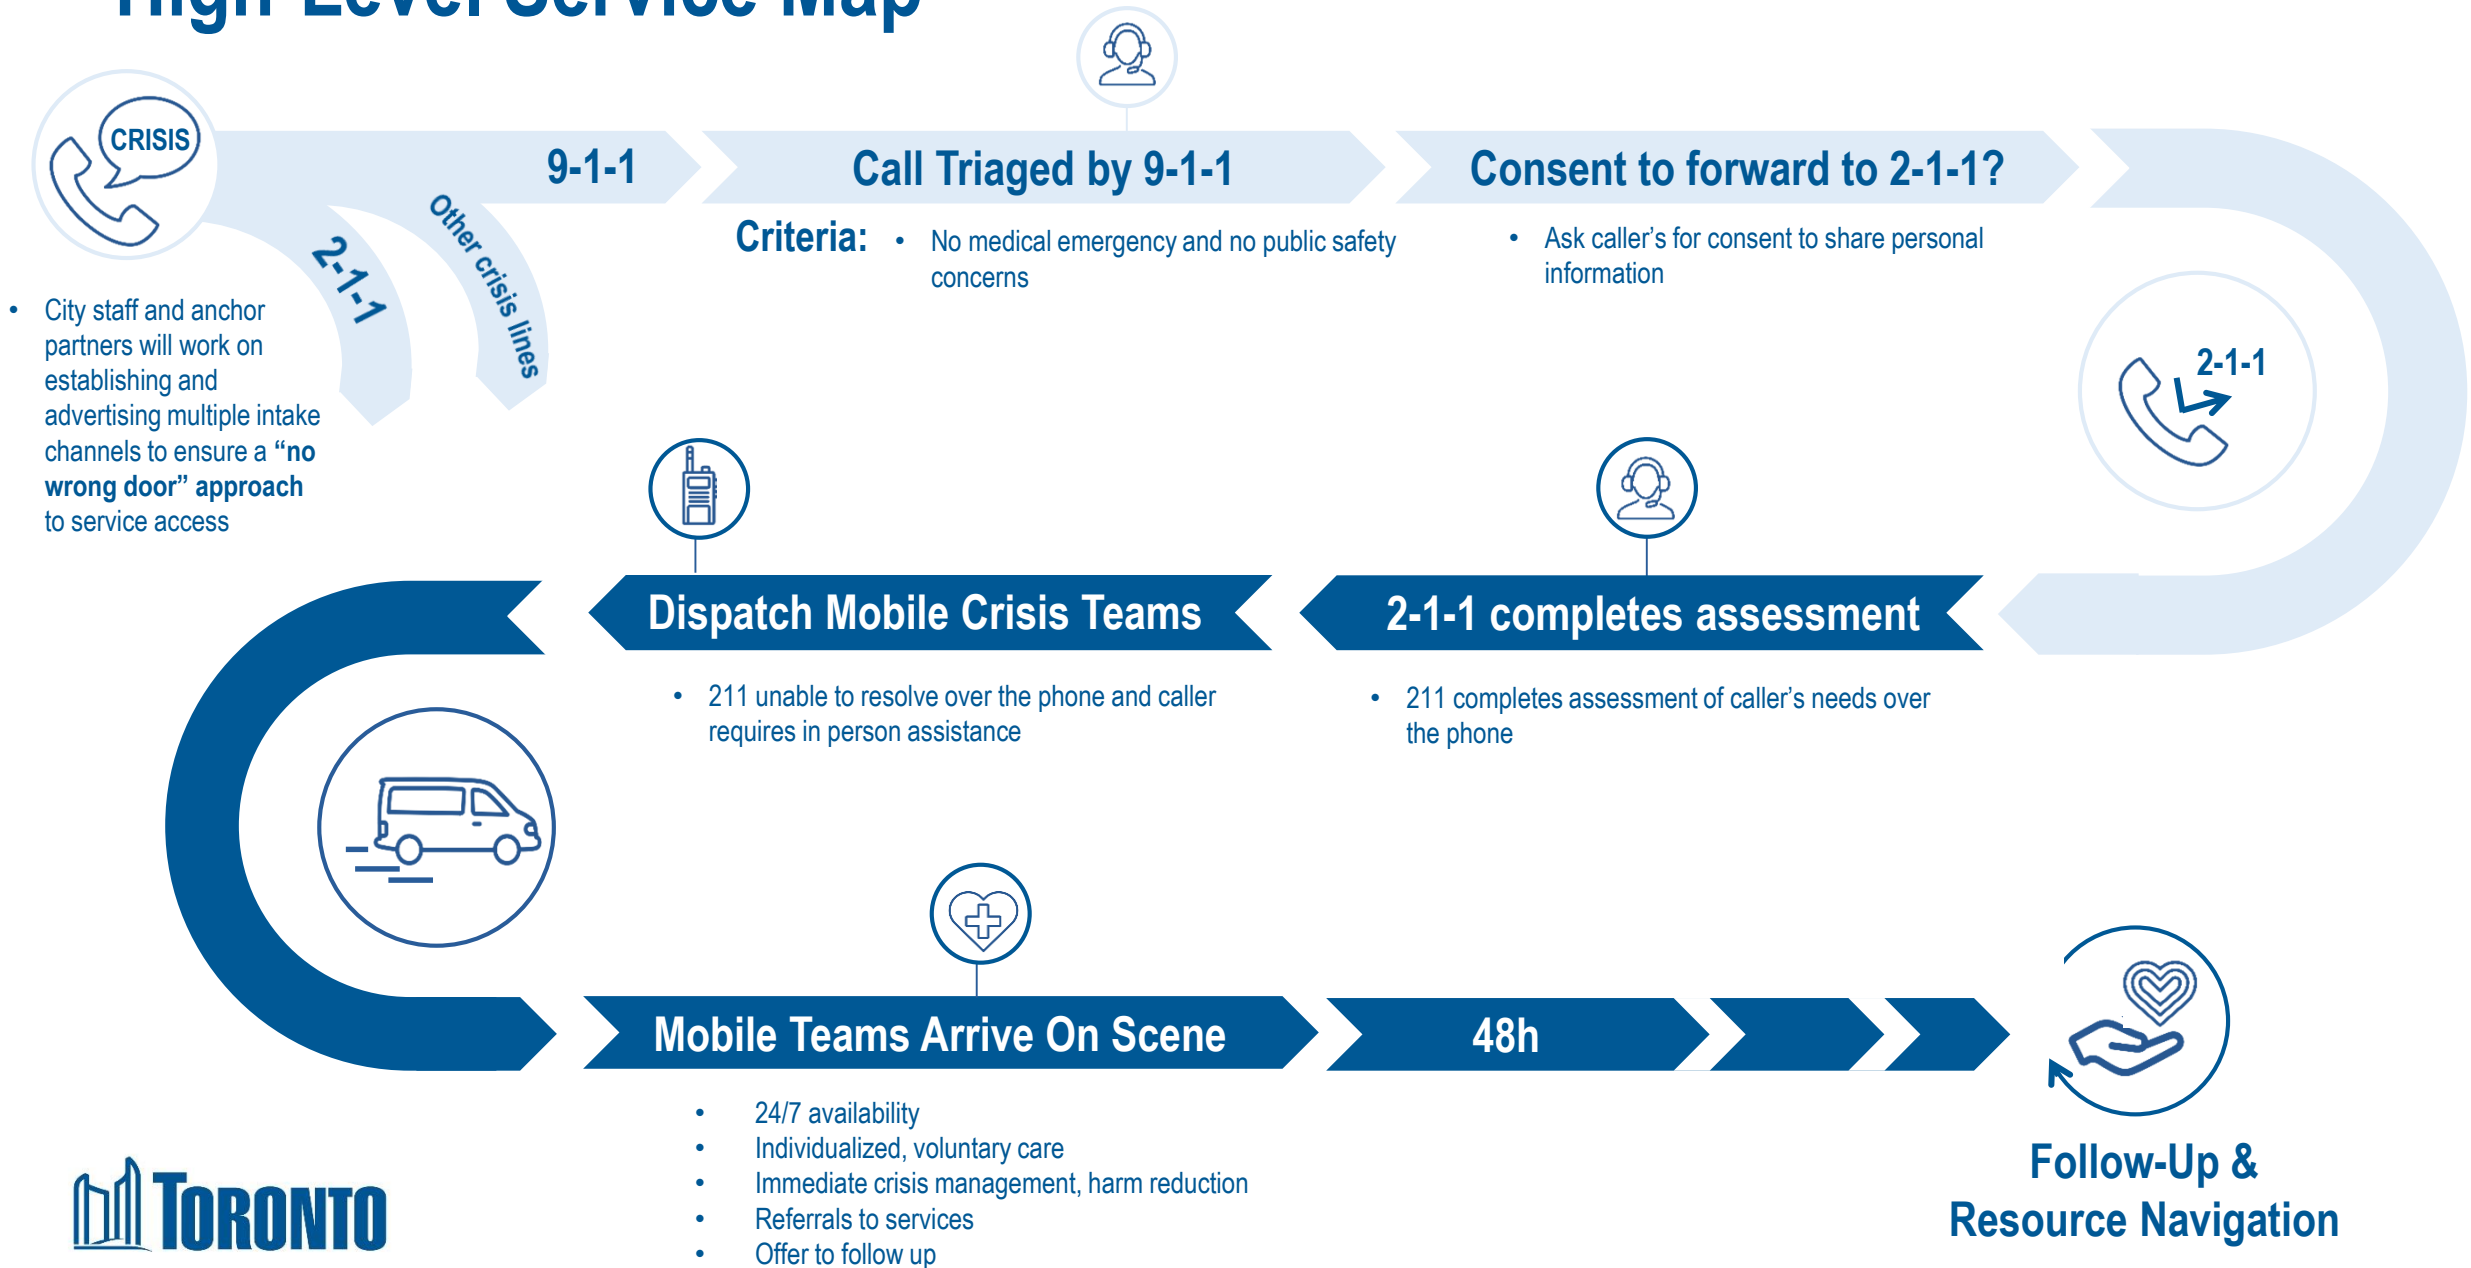 High-Level Service Map
CRISIS
9-1-1
2-1-1
Other crisis lines
• City staff and anchor
partners will work on
establishing and
advertising multiple intake
channels to ensure a “no
wrong door” approach
to service access
Call Triaged by 9-1-1
Criteria: • No medical emergency and no public safety
concerns
Consent to forward to 2-1-1?
• Ask caller’s for consent to share personal
information
2-1-1
2-1-1 completes assessment
• 211 completes assessment of caller’s needs over
the phone
Dispatch Mobile Crisis Teams
• 211 unable to resolve over the phone and caller
requires in person assistance
Mobile Teams Arrive On Scene
• 24/7 availability
• Individualized, voluntary care
• Immediate crisis management, harm reduction
• Referrals to services
• Offer to follow up
48h
Follow-Up &
Resource Navigation
TORONTO